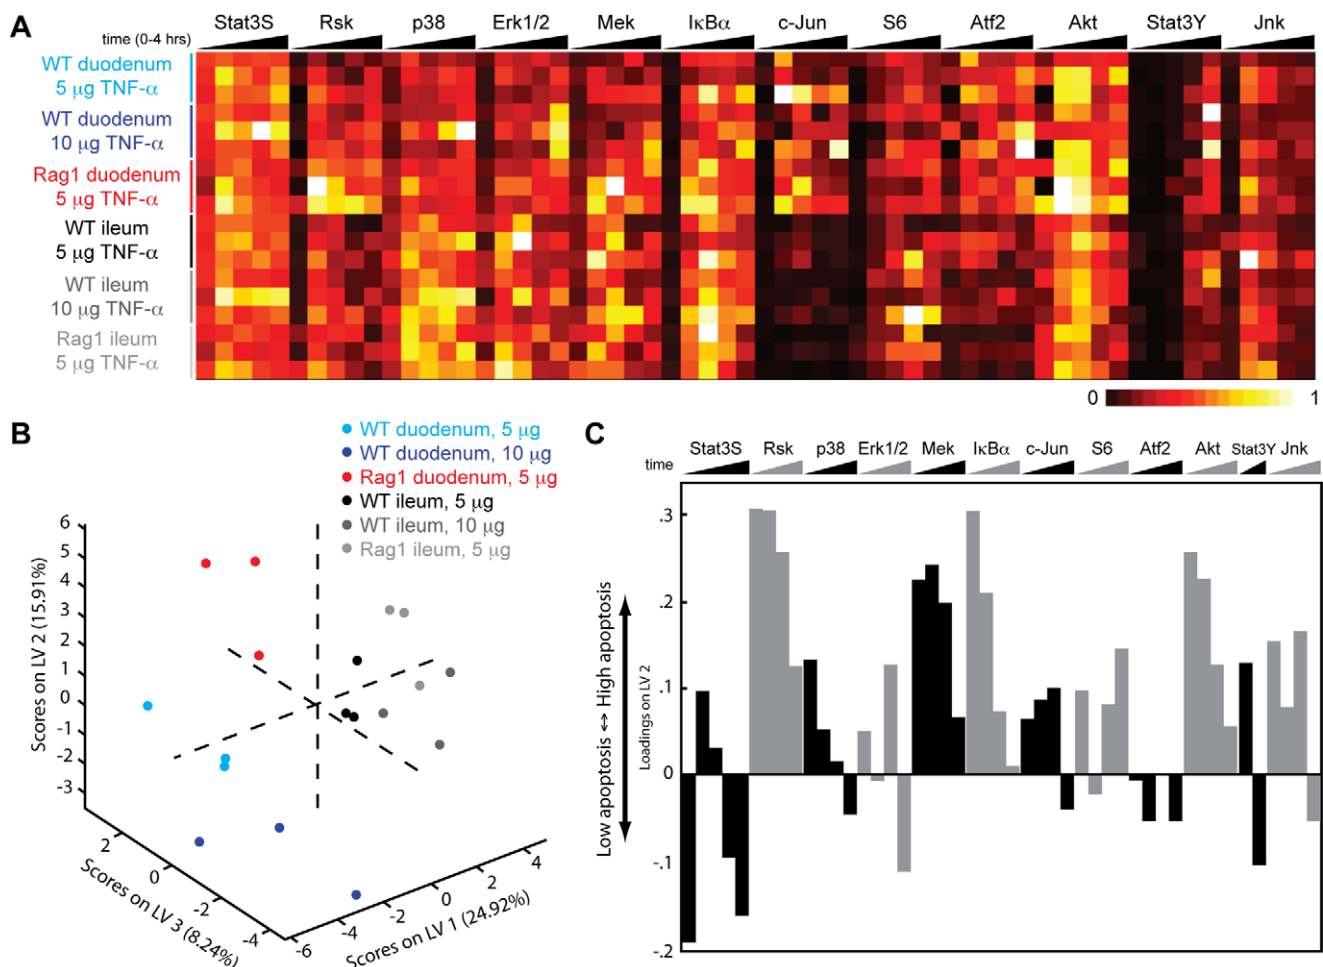 A
Stat3S Rsk p38 Erk1/2 Mek IκBα c-Jun S6 Atf2 Akt Stat3Y Jnk
time (0-4 hrs)
WT duodenum
5 μg TNF-α
WT duodenum
10 μg TNF-α
Rag1 duodenum
5 μg TNF-α
WT ileum
5 μg TNF-α
WT ileum
10 μg TNF-α
Rag1 ileum
5 μg TNF-α
0 1
B
WT duodenum, 5 μg
WT duodenum, 10 μg
Rag1 duodenum, 5 μg
WT ileum, 5 μg
WT ileum, 10 μg
Rag1 ileum, 5 μg
Scores on LV 2 (15.91%)
6
5
4
3
2
1
0
-1
-2
-3
Scores on LV 3 (8.24%)
2
0
-2
-4
Scores on LV 1 (24.92%)
-6
-4
-2
0
2
4
C
Stat3S Rsk p38 Erk1/2 Mek IκBα c-Jun S6 Atf2 Akt Stat3Y Jnk
time
Low apoptosis ↔ High apoptosis
Loadings on LV 2
.3
.2
.1
0
-.1
-.2